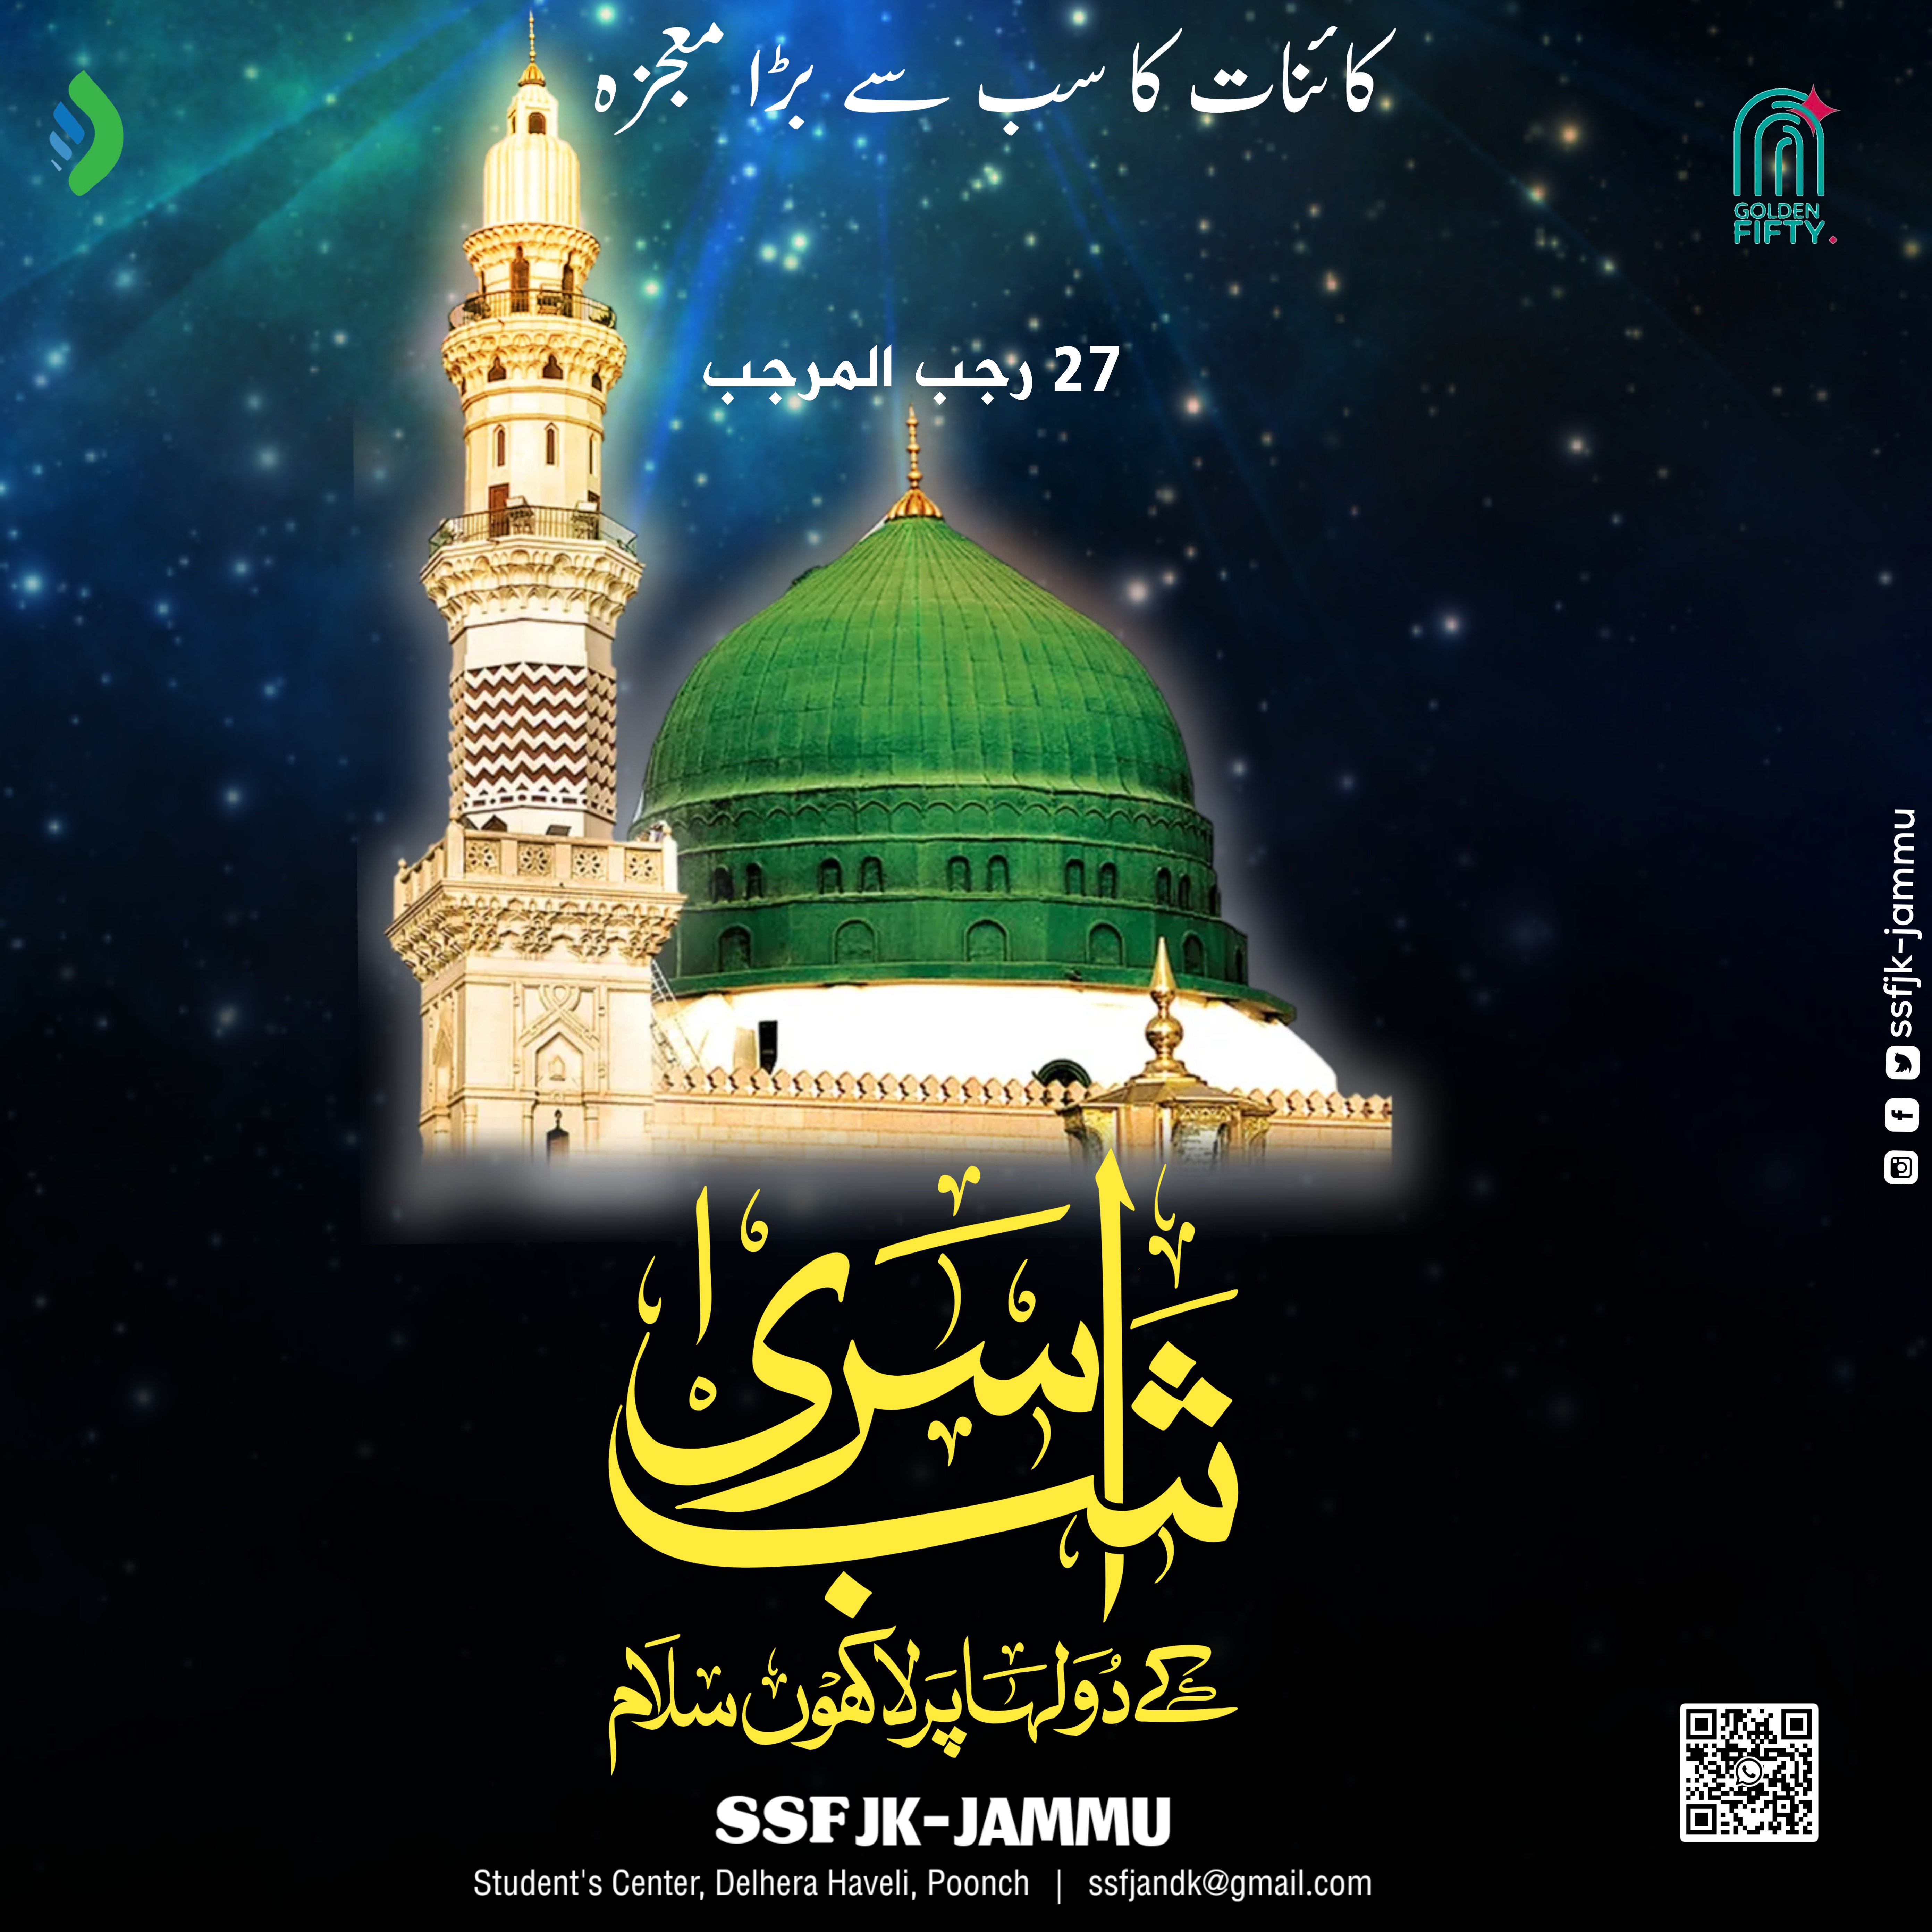 کائنات کا سب سے بڑا معجزہ
GOLDEN
FIFTY.
27 رجب المرجب
ssfjk-jammu
شب اسریٰ
کے دولہا پر لاکھوں سلام
SSF JK-JAMMU
Student's Center, Delhera Haveli, Poonch | ssfjandk@gmail.com